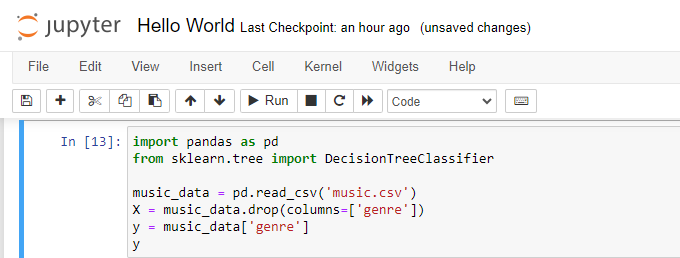 jupyter Hello World Last Checkpoint: an hour ago (unsaved changes)
File Edit View Insert Cell Kernel Widgets Help
Run Code
In [13]: import pandas as pd
from sklearn.tree import DecisionTreeClassifier
music_data = pd.read_csv('music.csv')
X = music_data.drop(columns=['genre'])
y = music_data['genre']
y